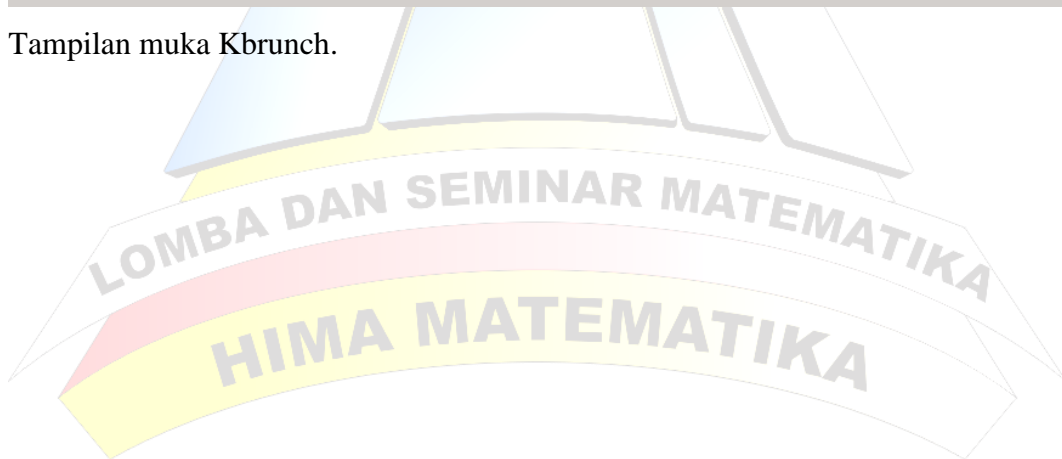 Tampilan muka Kbrunch.
LOMBA DAN SEMINAR MATEMATIKA
HIMA MATEMATIKA